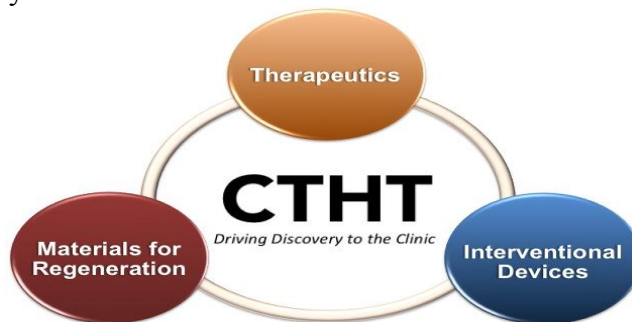 y
Therapeutics
CTHT
Driving Discovery to the Clinic
Materials for
Regeneration
Interventional
Devices